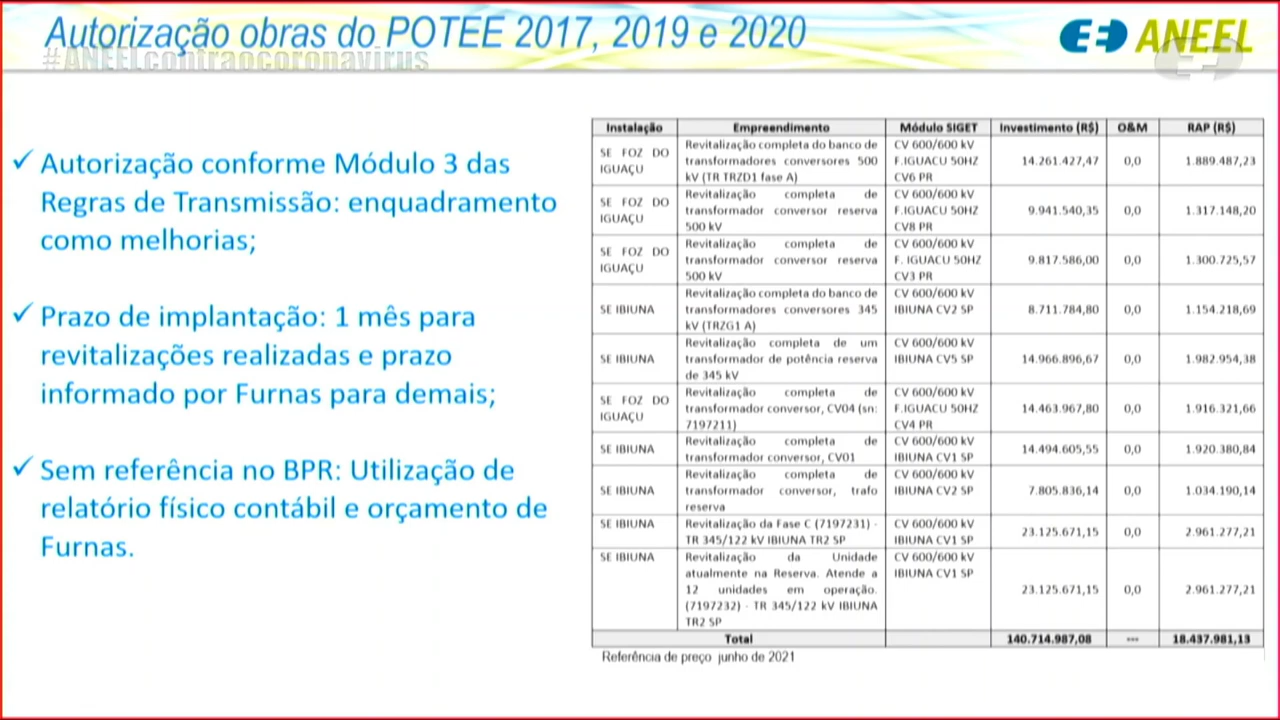 Autorização obras do POTEE 2017, 2019 e 2020
ANEEL
#ANEELcontraocoronavirus
✓ Autorização conforme Módulo 3 das
Regras de Transmissão: enquadramento
como melhorias;
✓ Prazo de implantação: 1 mês para
revitalizações realizadas e prazo
informado por Furnas para demais;
✓ Sem referência no BPR: Utilização de
relatório físico contábil e orçamento de
Furnas.
Instalação Empreendimento Módulo SIGET Investimento (R$) O&M RAP (R$)
SE FOZ DO
IGUAÇU
Revitalização completa do banco de
transformadores conversores 500
kV (TR TRZD1 fase A)
CV 600/600 kV
F.IGUACU 50HZ
CV6 PR
14.261.427,47 0,0 1.889.487,23
SE FOZ DO
IGUAÇU
Revitalização completa de
transformador conversor reserva
500 kV
CV 600/600 kV
F.IGUACU 50HZ
CV8 PR
9.941.540,35 0,0 1.317.148,20
SE FOZ DO
IGUAÇU
Revitalização completa de
transformador conversor reserva
500 kV
CV 600/600 kV
F. IGUACU 50HZ
CV3 PR
9.817.586,00 0,0 1.300.725,57
SE IBIUNA
Revitalização completa do banco de
transformadores conversores 345
kV (TRZG1 A)
CV 600/600 kV
IBIUNA CV2 SP
8.711.784,80 0,0 1.154.218,69
SE IBIUNA
Revitalização completa de um
transformador de potência reserva
de 345 kV
CV 600/600 kV
IBIUNA CV5 SP
14.966.896,67 0,0 1.982.954,38
SE FOZ DO
IGUAÇU
Revitalização completa de
transformador conversor, CV04 (sn:
7197211)
CV 600/600 kV
F.IGUACU 50HZ
CV4 PR
14.463.967,80 0,0 1.916.321,66
SE IBIUNA
Revitalização completa de
transformador conversor, CV01
CV 600/600 kV
IBIUNA CV1 SP
14.494.605,55 0,0 1.920.380,84
SE IBIUNA
Revitalização completa de
transformador conversor, trafo
reserva
CV 600/600 kV
IBIUNA CV2 SP
7.805.836,14 0,0 1.034.190,14
SE IBIUNA
Revitalização da Fase C (7197231) -
TR 345/122 kV IBIUNA TR2 SP
CV 600/600 kV
IBIUNA CV1 SP
23.125.671,15 0,0 2.961.277,21
SE IBIUNA
Revitalização da Unidade
atualmente na Reserva. Atende a
12 unidades em operação.
(7197232) - TR 345/122 kV IBIUNA
TR2 SP
CV 600/600 kV
IBIUNA CV1 SP
23.125.671,15 0,0 2.961.277,21
Total 140.714.987,08 --- 18.437.981,13
Referência de preço junho de 2021